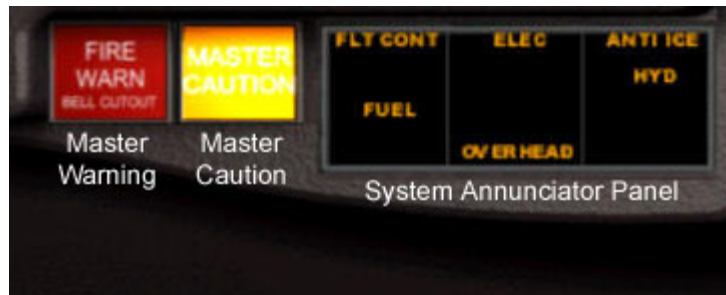 FIRE
WARN
BELL CUTOUT
MASTER
CAUTION
FLT CONT ELEC ANTI ICE
HYD
FUEL
OVERHEAD
Master
Warning
Master
Caution
System Annunciator Panel